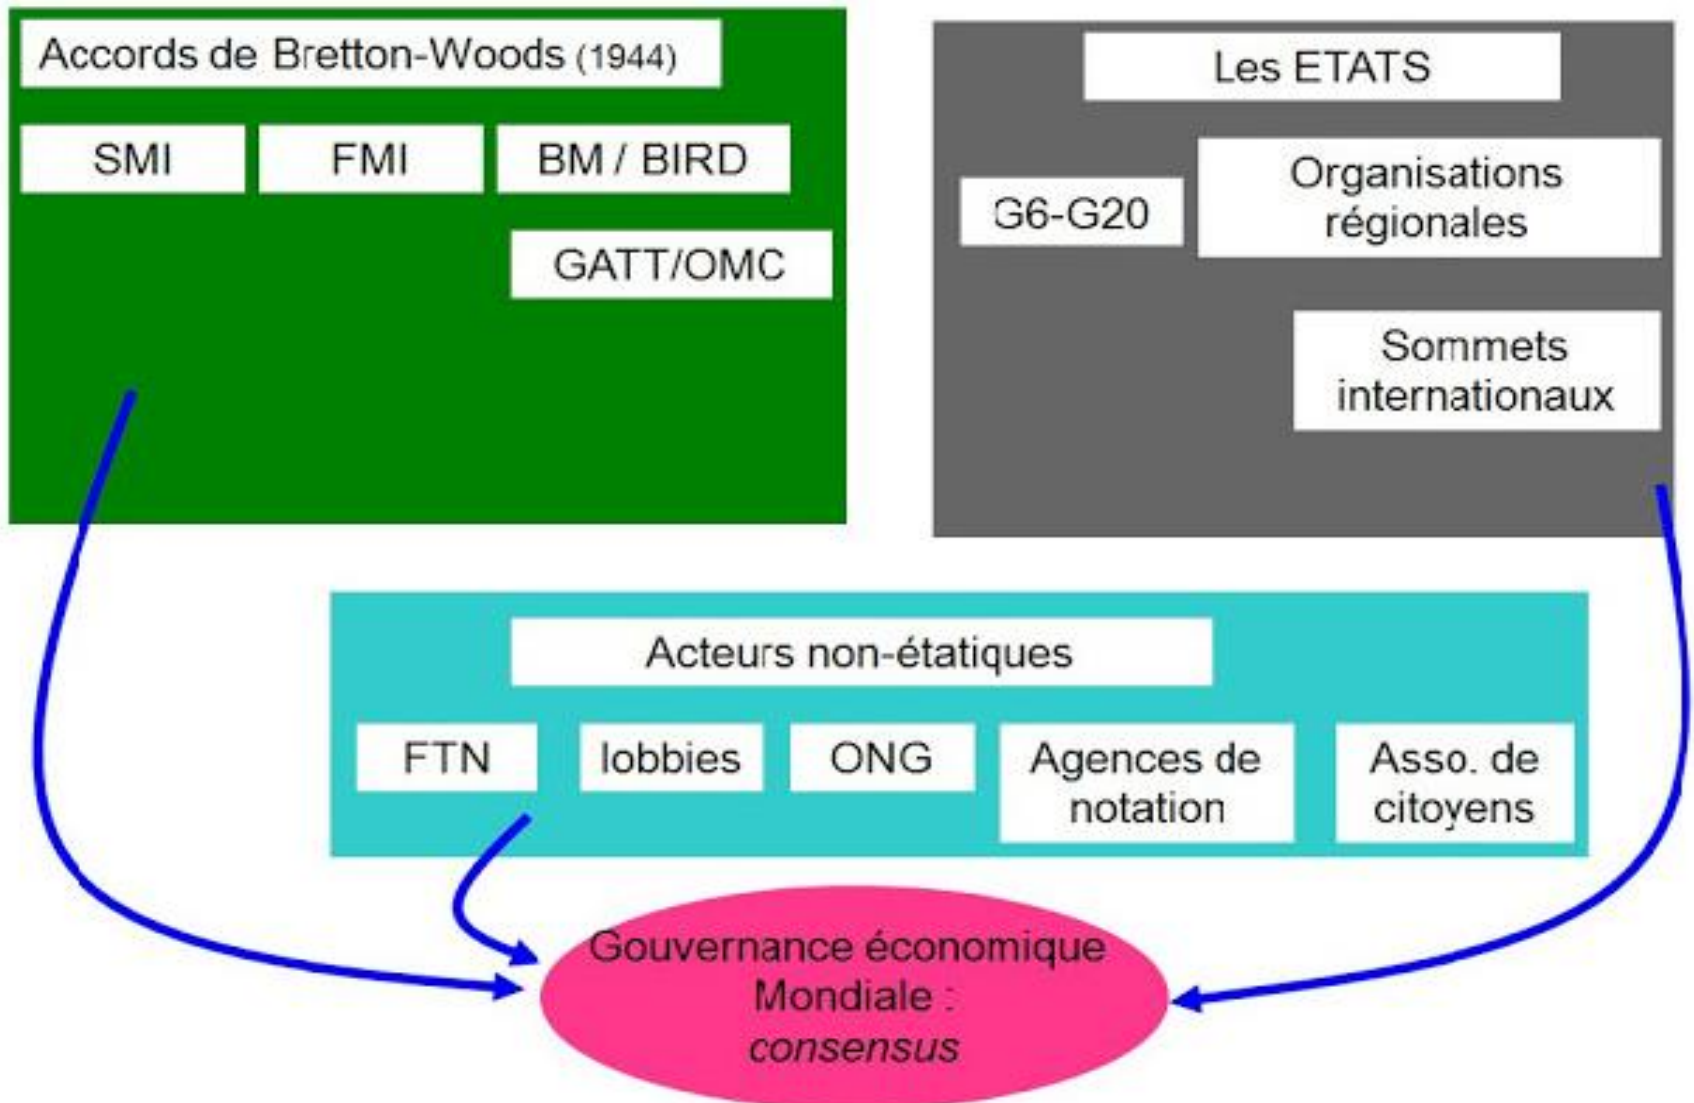 Accords de Bretton-Woods (1944)
SMI
FMI
BM / BIRD
GATT/OMC
Les ETATS
G6-G20
Organisations
régionales
Sommets
internationaux
Acteurs non-étatiques
FTN
lobbies
ONG
Agences de
notation
Asso. de
citoyens
Gouvernance économique
Mondiale :
consensus